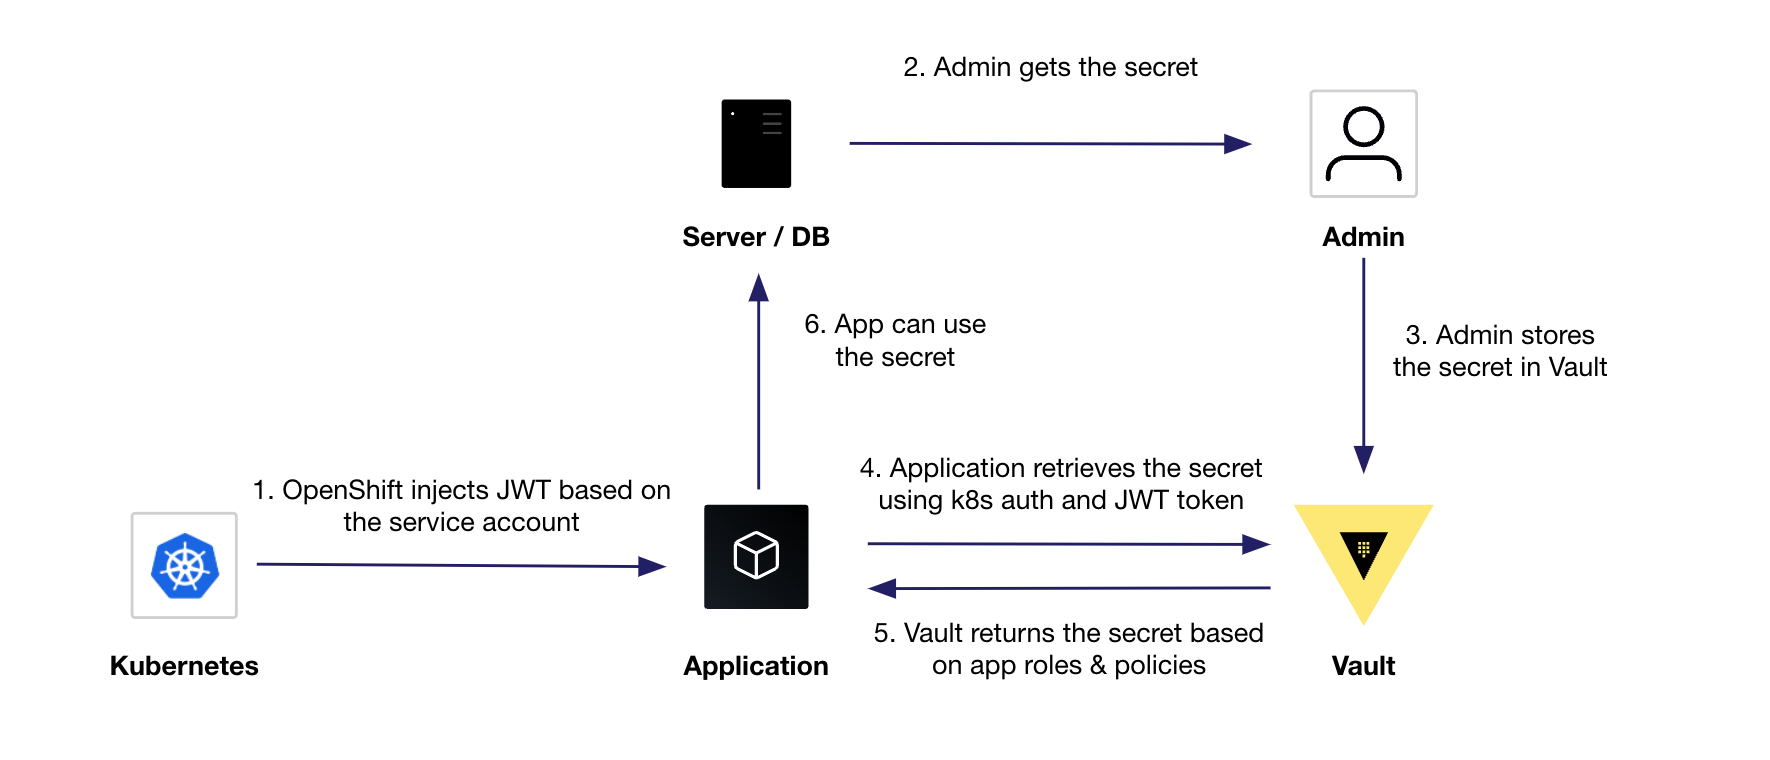 2. Admin gets the secret
Server / DB
Admin
6. App can use
the secret
3. Admin stores
the secret in Vault
1. OpenShift injects JWT based on
the service account
4. Application retrieves the secret
using k8s auth and JWT token
5. Vault returns the secret based
on app roles & policies
Kubernetes
Application
Vault